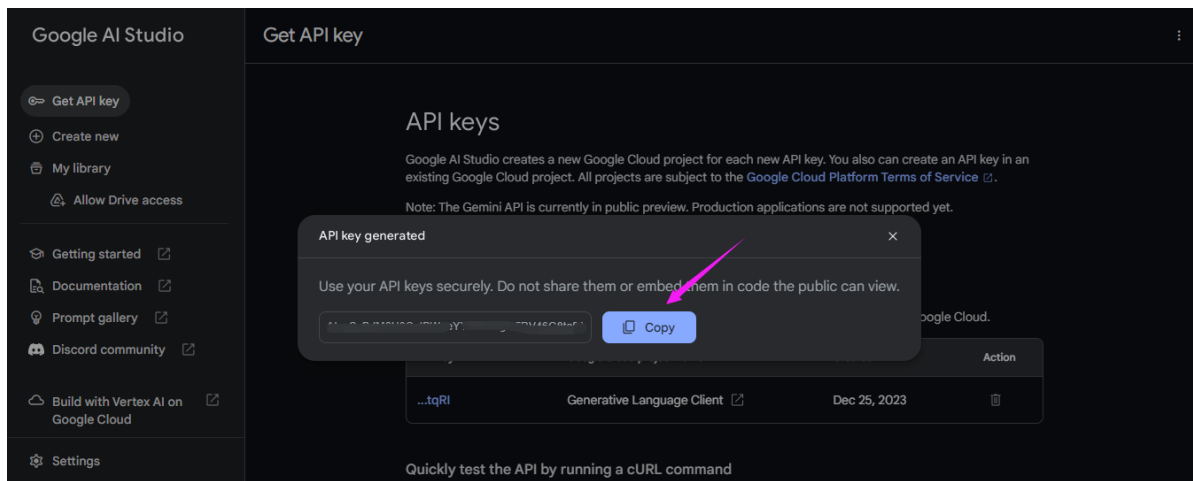 Google AI Studio
Get API key
Get API key
Create new
My library
Allow Drive access
Getting started
Documentation
Prompt gallery
Discord community
Build with Vertex AI on
Google Cloud
Settings
API keys
Google AI Studio creates a new Google Cloud project for each new API key. You also can create an API key in an
existing Google Cloud project. All projects are subject to the Google Cloud Platform Terms of Service.
Note: The Gemini API is currently in public preview. Production applications are not supported yet.
API key generated
Use your API keys securely. Do not share them or embed them in code the public can view.
Copy
Google Cloud.
Action
...tqRI
Generative Language Client
Dec 25, 2023
Quickly test the API by running a cURL command